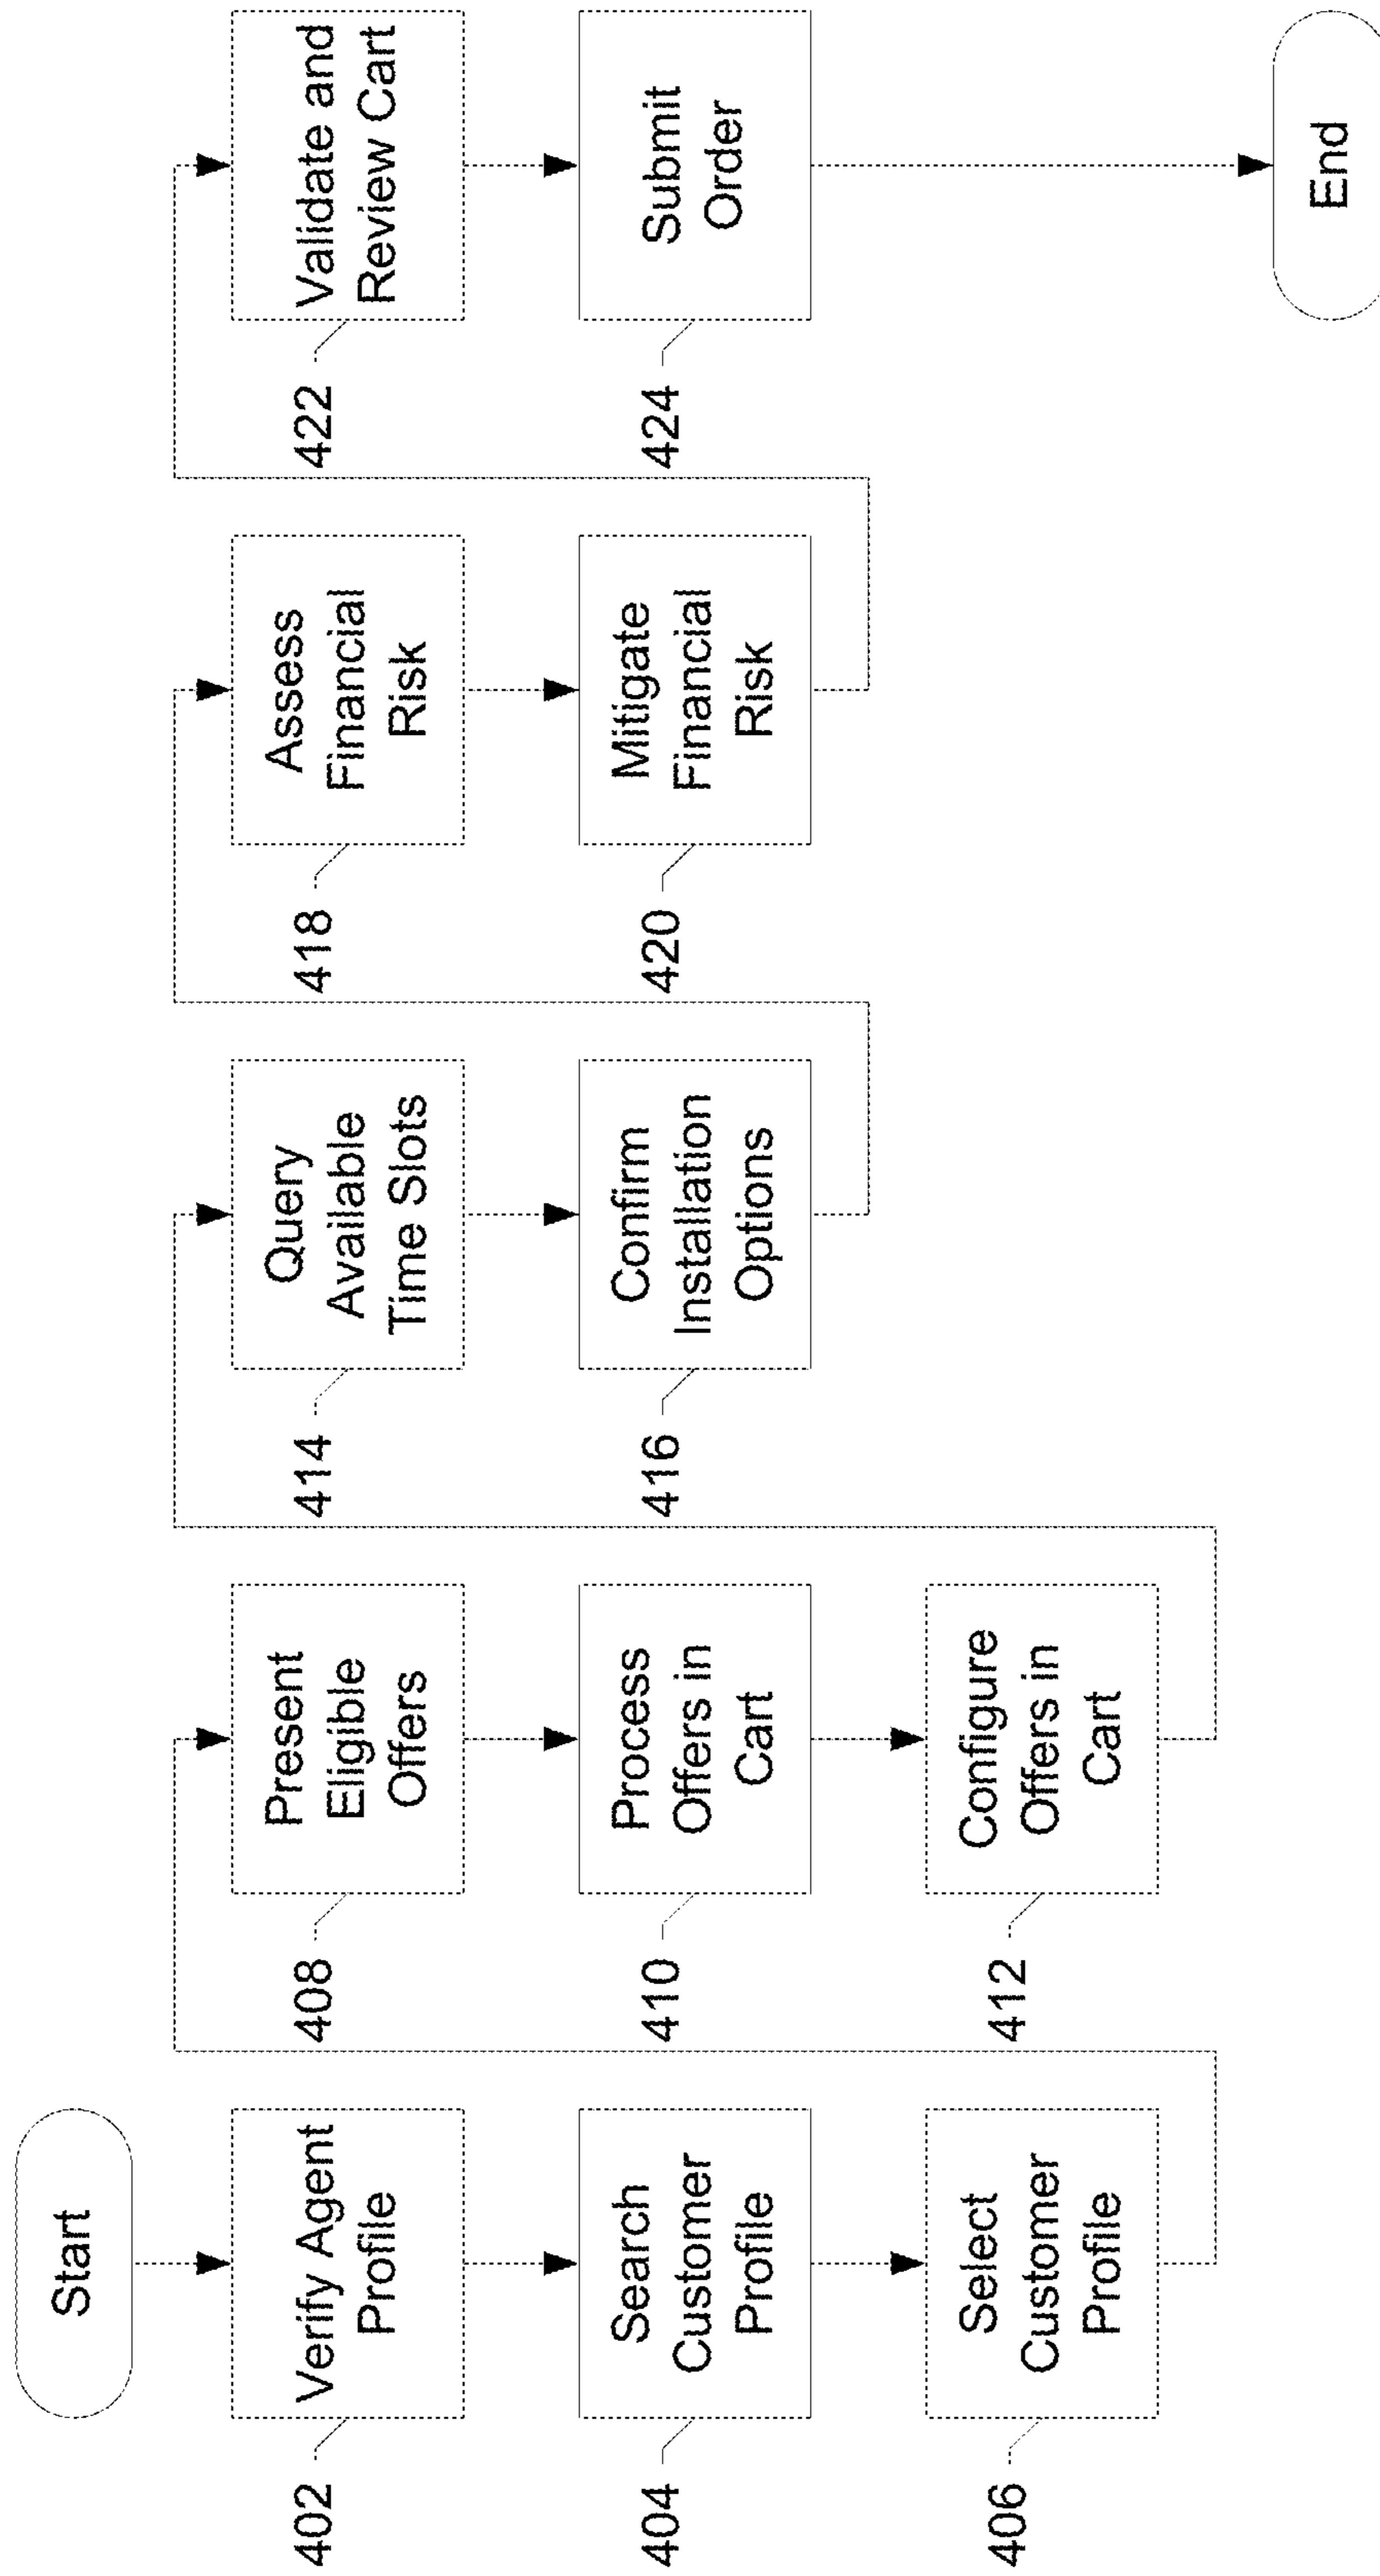 Start
402
Verify Agent
Profile
404
Search
Customer
Profile
406
Select
Customer
Profile
408
Present
Eligible
Offers
410
Process
Offers in
Cart
412
Configure
Offers in
Cart
414
Query
Available
Time Slots
416
Confirm
Installation
Options
418
Assess
Financial
Risk
420
Mitigate
Financial
Risk
422
Validate and
Review Cart
424
Submit
Order
End